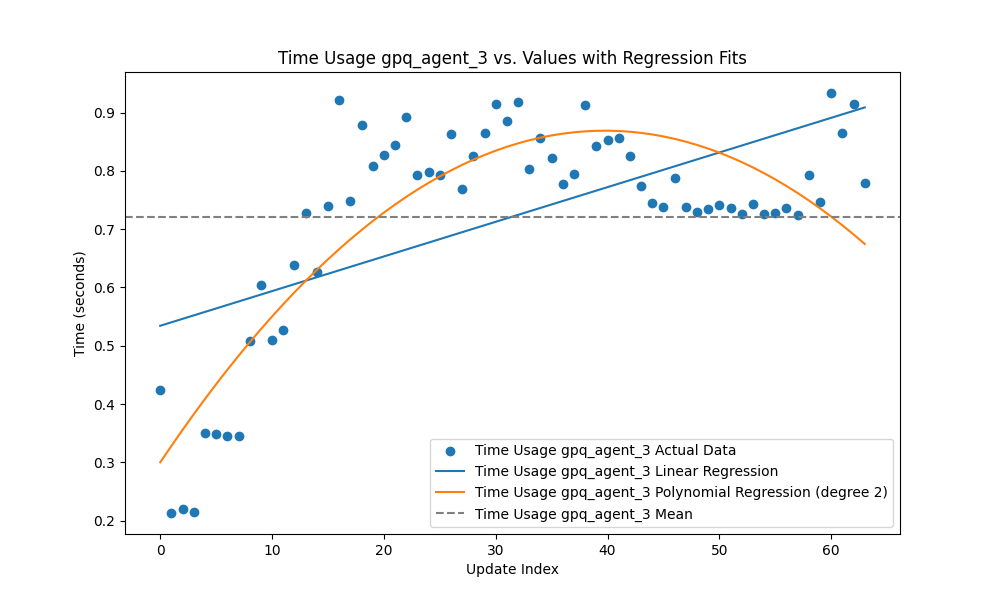 Time Usage gpq_agent_3 vs. Values with Regression Fits
Time (seconds)
0.9
0.8
0.7
0.6
0.5
0.4
0.3
0.2
Time Usage gpq_agent_3 Actual Data
Time Usage gpq_agent_3 Linear Regression
Time Usage gpq_agent_3 Polynomial Regression (degree 2)
Time Usage gpq_agent_3 Mean
0 10 20 30 40 50 60
Update Index